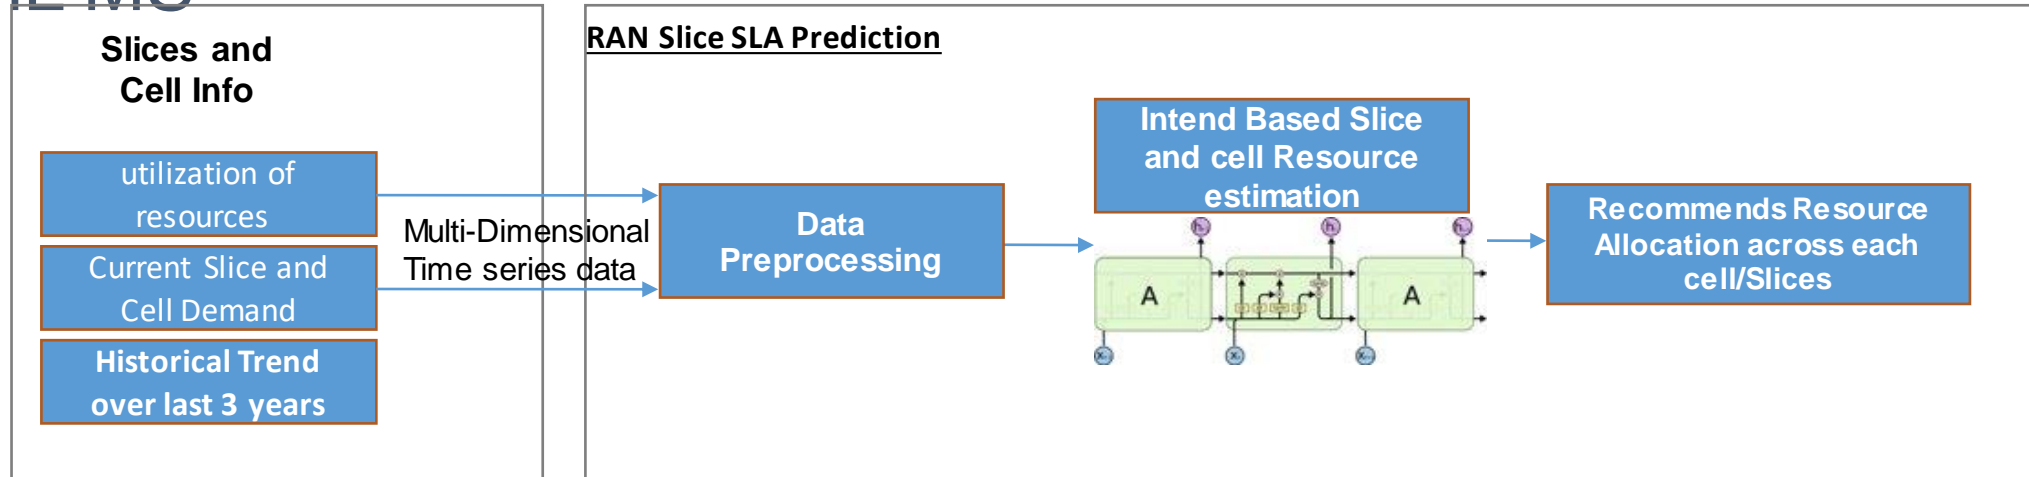 Slices and
Cell Info
utilization of
resources
Current Slice and
Cell Demand
Historical Trend
over last 3 years
Multi-Dimensional
Time series data
RAN Slice SLA Prediction
Data
Preprocessing
Intend Based Slice
and cell Resource
estimation
A
A
Recommends Resource
Allocation across each
cell/Slices